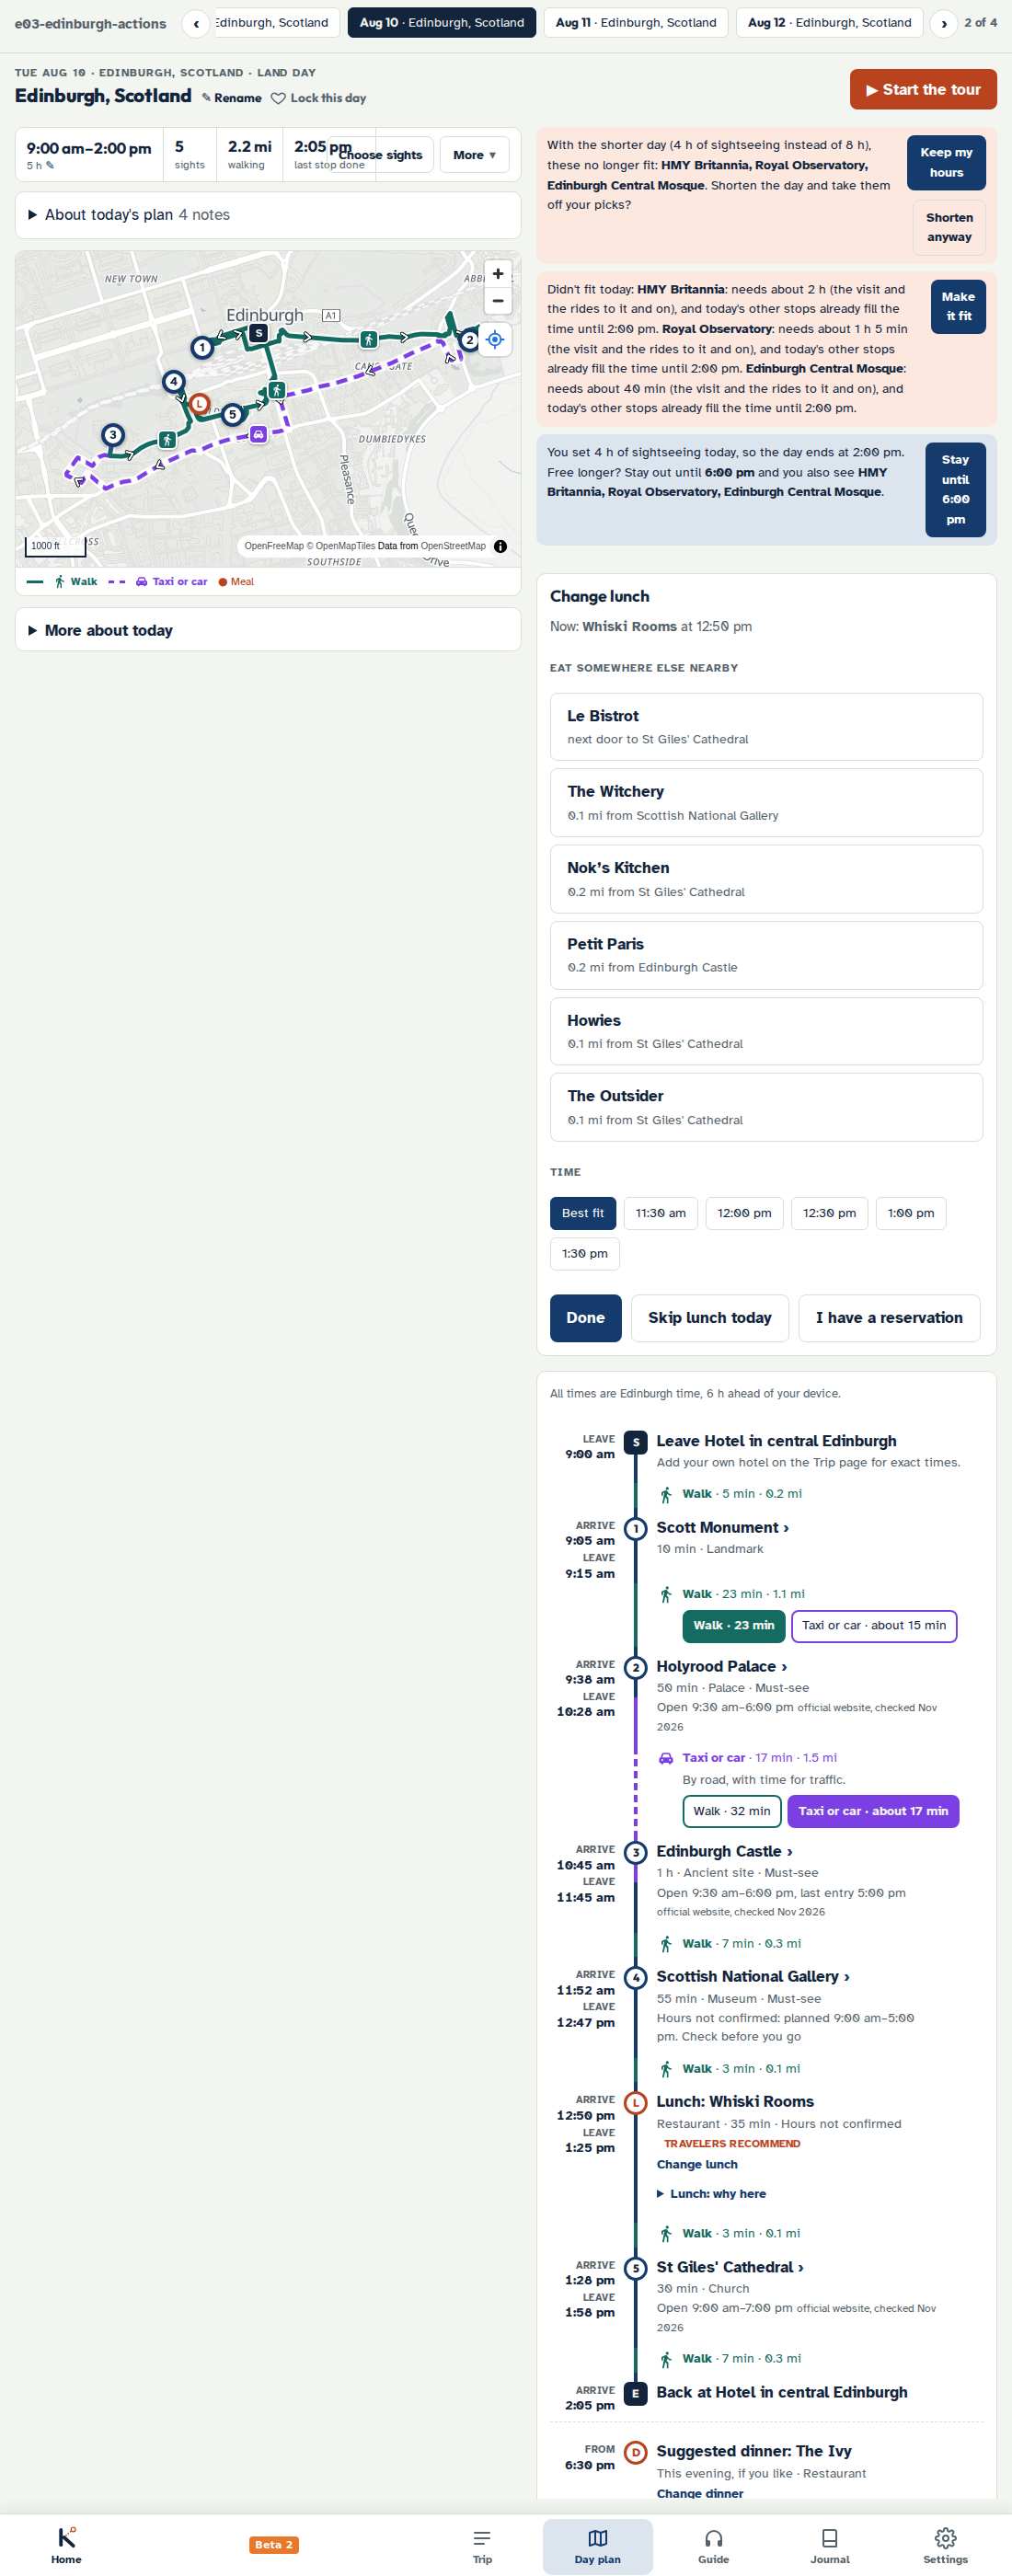 e03-edinburgh-actions
‹
Edinburgh, Scotland
Aug 10 · Edinburgh, Scotland
Aug 11 · Edinburgh, Scotland
Aug 12 · Edinburgh, Scotland
›
2 of 4
TUE AUG 10 · EDINBURGH, SCOTLAND · LAND DAY
Edinburgh, Scotland ✎ Rename Lock this day
▶ Start the tour
9:00 am–2:00 pm
5 h ✎
5
sights
2.2 mi
walking
2:05 pm
last stop done
Choose sights
More ▼
▶ About today's plan 4 notes
NEW TOWN
Edinburgh
A1
DUMBIEDYKES
Pleasance
SOUTHSIDE
S
1
2
4
L
5
3
+
−
1000 ft
OpenFreeMap © OpenMapTiles Data from OpenStreetMap
Walk
Taxi or car
Meal
▶ More about today
With the shorter day (4 h of sightseeing instead of 8 h),
these no longer fit: HMY Britannia, Royal Observatory,
Edinburgh Central Mosque. Shorten the day and take them
off your picks?
Keep my
hours
Shorten
anyway
Didn't fit today: HMY Britannia: needs about 2 h (the visit and
the rides to it and on), and today's other stops already fill the
time until 2:00 pm. Royal Observatory: needs about 1 h 5 min
(the visit and the rides to it and on), and today's other stops
already fill the time until 2:00 pm. Edinburgh Central Mosque:
needs about 40 min (the visit and the rides to it and on), and
today's other stops already fill the time until 2:00 pm.
Make
it fit
You set 4 h of sightseeing today, so the day ends at 2:00 pm.
Free longer? Stay out until 6:00 pm and you also see HMY
Britannia, Royal Observatory, Edinburgh Central Mosque.
Stay
until
6:00
pm
Change lunch
Now: Whiski Rooms at 12:50 pm
EAT SOMEWHERE ELSE NEARBY
Le Bistrot
next door to St Giles' Cathedral
The Witchery
0.1 mi from Scottish National Gallery
Nok's Kitchen
0.2 mi from St Giles' Cathedral
Petit Paris
0.2 mi from Edinburgh Castle
Howies
0.1 mi from St Giles' Cathedral
The Outsider
0.1 mi from St Giles' Cathedral
TIME
Best fit
11:30 am
12:00 pm
12:30 pm
1:00 pm
1:30 pm
Done
Skip lunch today
I have a reservation
All times are Edinburgh time, 6 h ahead of your device.
LEAVE
9:00 am
S
Leave Hotel in central Edinburgh
Add your own hotel on the Trip page for exact times.
Walk · 5 min · 0.2 mi
ARRIVE
9:05 am
LEAVE
9:15 am
1
Scott Monument ›
10 min · Landmark
Walk · 23 min · 1.1 mi
Walk · 23 min
Taxi or car · about 15 min
ARRIVE
9:38 am
LEAVE
10:28 am
2
Holyrood Palace ›
50 min · Palace · Must-see
Open 9:30 am–6:00 pm official website, checked Nov
2026
Taxi or car · 17 min · 1.5 mi
By road, with time for traffic.
Walk · 32 min
Taxi or car · about 17 min
ARRIVE
10:45 am
LEAVE
11:45 am
3
Edinburgh Castle ›
1 h · Ancient site · Must-see
Open 9:30 am–6:00 pm, last entry 5:00 pm
official website, checked Nov 2026
Walk · 7 min · 0.3 mi
ARRIVE
11:52 am
LEAVE
12:47 pm
4
Scottish National Gallery ›
55 min · Museum · Must-see
Hours not confirmed: planned 9:00 am–5:00
pm. Check before you go
Walk · 3 min · 0.1 mi
ARRIVE
12:50 pm
LEAVE
1:25 pm
L
Lunch: Whiski Rooms
Restaurant · 35 min · Hours not confirmed
TRAVELERS RECOMMEND
Change lunch
▶ Lunch: why here
Walk · 3 min · 0.1 mi
ARRIVE
1:28 pm
LEAVE
1:58 pm
5
St Giles' Cathedral ›
30 min · Church
Open 9:00 am–7:00 pm official website, checked Nov
2026
Walk · 7 min · 0.3 mi
ARRIVE
2:05 pm
E
Back at Hotel in central Edinburgh
FROM
6:30 pm
D
Suggested dinner: The Ivy
This evening, if you like · Restaurant
Change dinner
Home
Beta 2
Trip
Day plan
Guide
Journal
Settings